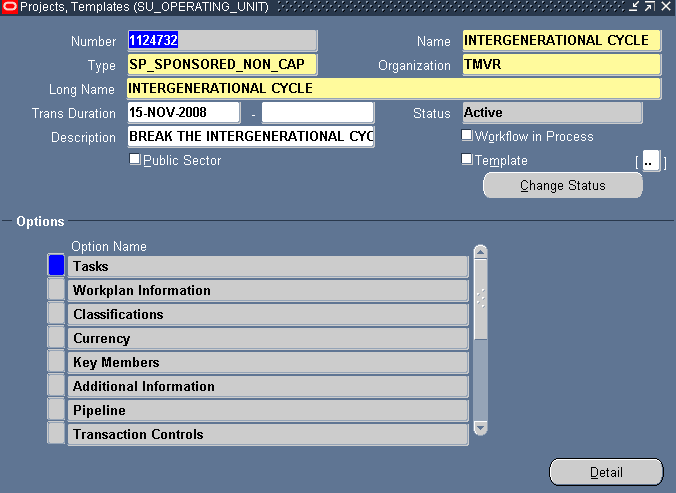 Projects, Templates (SU_OPERATING_UNIT)
Number 1124732 Name INTERGENERATIONAL CYCLE
Type SP_SPONSORED_NON_CAP Organization TMVR
Long Name INTERGENERATIONAL CYCLE
Trans Duration 15-NOV-2008 - Status Active
Description BREAK THE INTERGENERATIONAL CYC Workflow in Process
Public Sector Template [ .. ]
Change Status
Options
Option Name
Tasks
Workplan Information
Classifications
Currency
Key Members
Additional Information
Pipeline
Transaction Controls
Detail